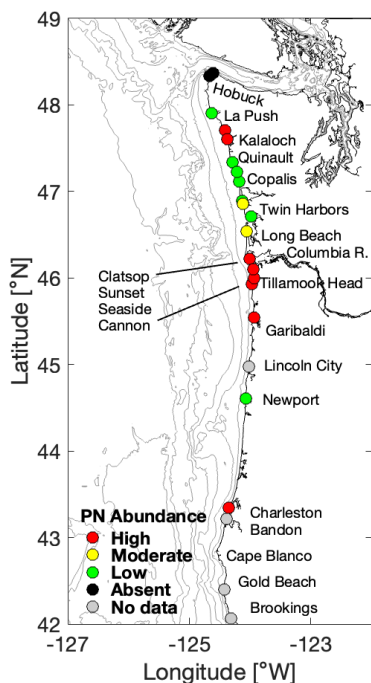 49
48
47
46
45
44
43
42
Latitude [°N]
Hobuck
La Push
Kalaloch
Quinault
Copalis
Twin Harbors
Long Beach
Columbia R.
Clatsop
Sunset
Seaside
Cannon
Tillamook Head
Garibaldi
Lincoln City
Newport
Charleston
Bandon
Cape Blanco
Gold Beach
Brookings
PN Abundance
High
Moderate
Low
Absent
No data
-127
-125
-124
-123
Longitude [°W]